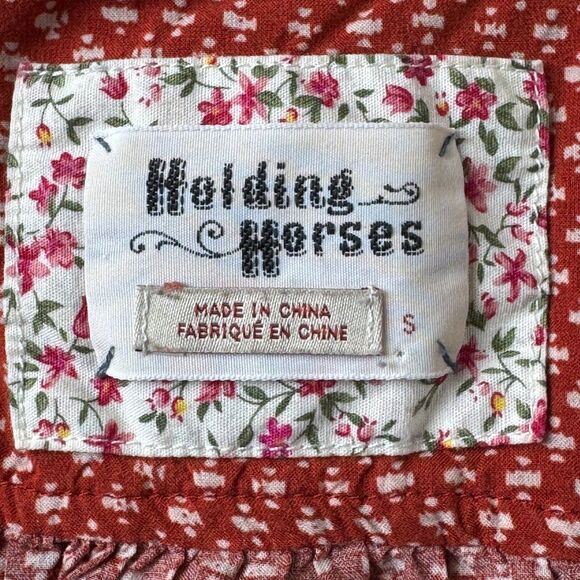 Holding
Horses
MADE IN CHINA
FABRIQUÉ EN CHINE
S